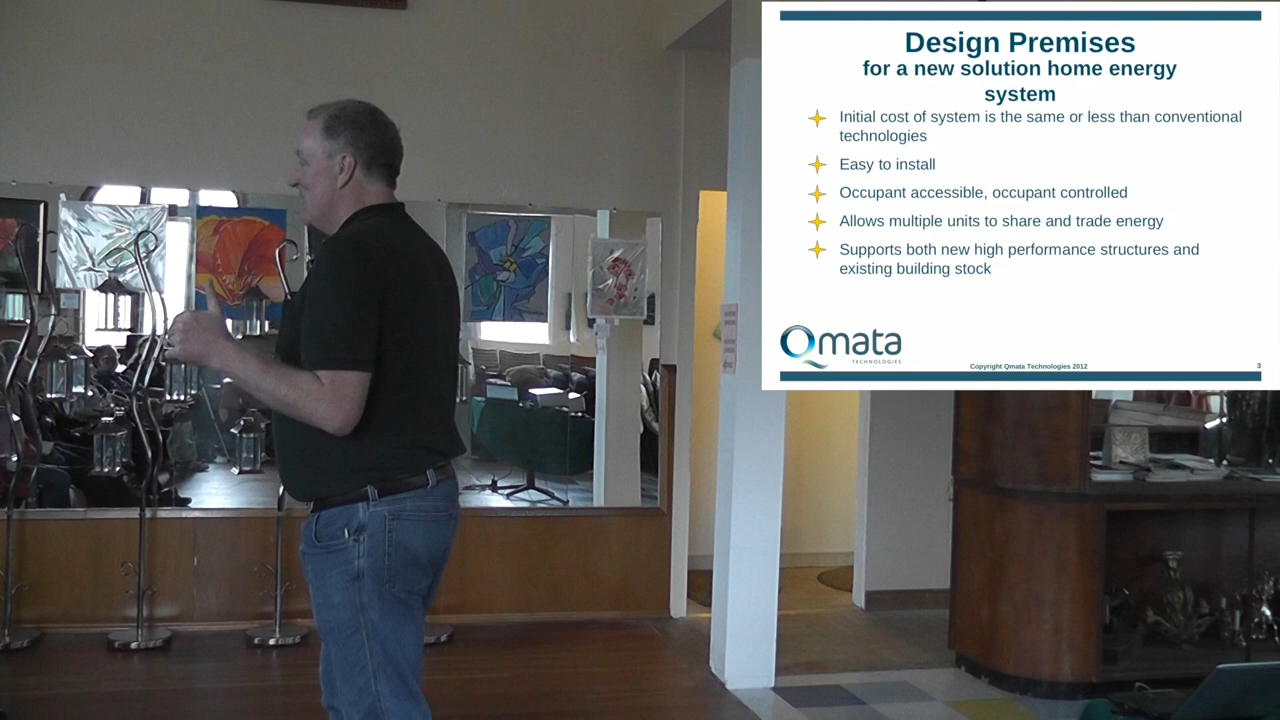 Design Premises
for a new solution home energy
system
Initial cost of system is the same or less than conventional
technologies
Easy to install
Occupant accessible, occupant controlled
Allows multiple units to share and trade energy
Supports both new high performance structures and
existing building stock
Qmata
TECHNOLOGIES
Copyright Qmata Technologies 2012
3